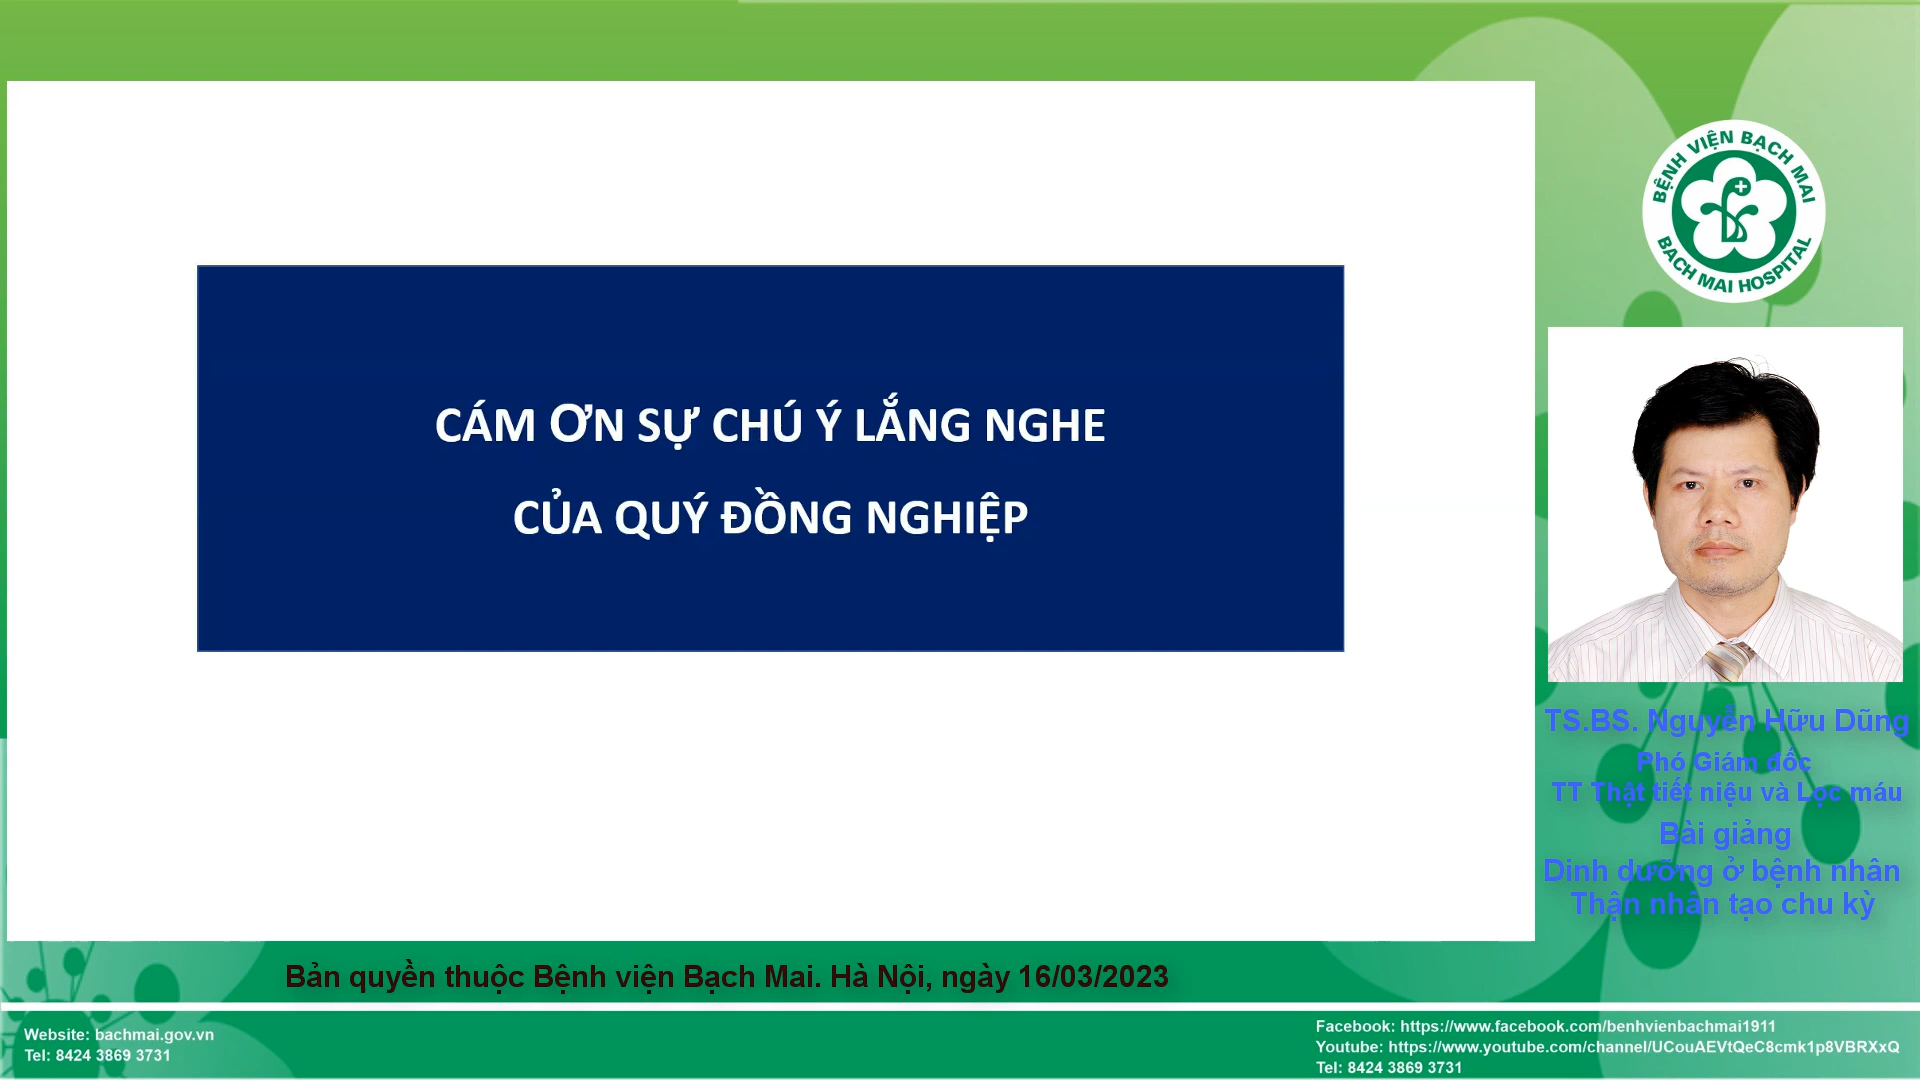 BỆNH VIỆN BẠCH MAI
BACH MAI HOSPITAL
CÁM ƠN SỰ CHÚ Ý LẮNG NGHE
CỦA QUÝ ĐỒNG NGHIỆP
TS.BS. Nguyễn Hữu Dũng
Phó Giám đốc
TT Thật tiết niệu và Lọc máu
Bài giảng
Dinh dưỡng ở bệnh nhân
Thận nhân tạo chu kỳ
Bản quyền thuộc Bệnh viện Bạch Mai. Hà Nội, ngày 16/03/2023
Website: bachmai.gov.vn
Tel: 8424 3869 3731
Facebook: https://www.facebook.com/benhvienbachmai1911
Youtube: https://www.youtube.com/channel/UCouAEVtQeC8cmk1p8VBRXxQ
Tel: 8424 3869 3731